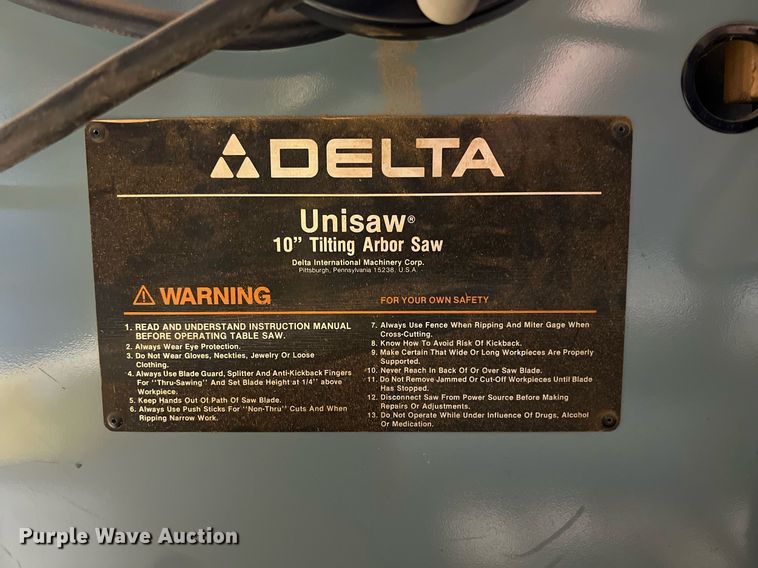 DELTA
Unisaw®
10" Tilting Arbor Saw
Delta International Machinery Corp.
Pittsburgh, Pennsylvania 15238, U.S.A.
WARNING
FOR YOUR OWN SAFETY
1. READ AND UNDERSTAND INSTRUCTION MANUAL
BEFORE OPERATING TABLE SAW.
2. Always Wear Eye Protection.
3. Do Not Wear Gloves, Neckties, Jewelry Or Loose
Clothing.
4. Always Use Blade Guard, Splitter And Anti-Kickback Fingers
For "Thru-Sawing" And Set Blade Height at 1/4" above
Workpiece.
5. Keep Hands Out Of Path Of Saw Blade.
6. Always Use Push Sticks For "Non-Thru" Cuts And When
Ripping Narrow Work.
7. Always Use Fence When Ripping And Miter Gage When
Cross-Cutting.
8. Know How To Avoid Risk Of Kickback.
9. Make Certain That Wide Or Long Workpieces Are Properly
Supported.
10. Never Reach In Back Of Or Over Saw Blade.
11. Do Not Remove Jammed Or Cut-Off Workpieces Until Blade
Has Stopped.
12. Disconnect Saw From Power Source Before Making
Repairs Or Adjustments.
13. Do Not Operate While Under Influence Of Drugs, Alcohol
Or Medication.
Purple Wave Auction